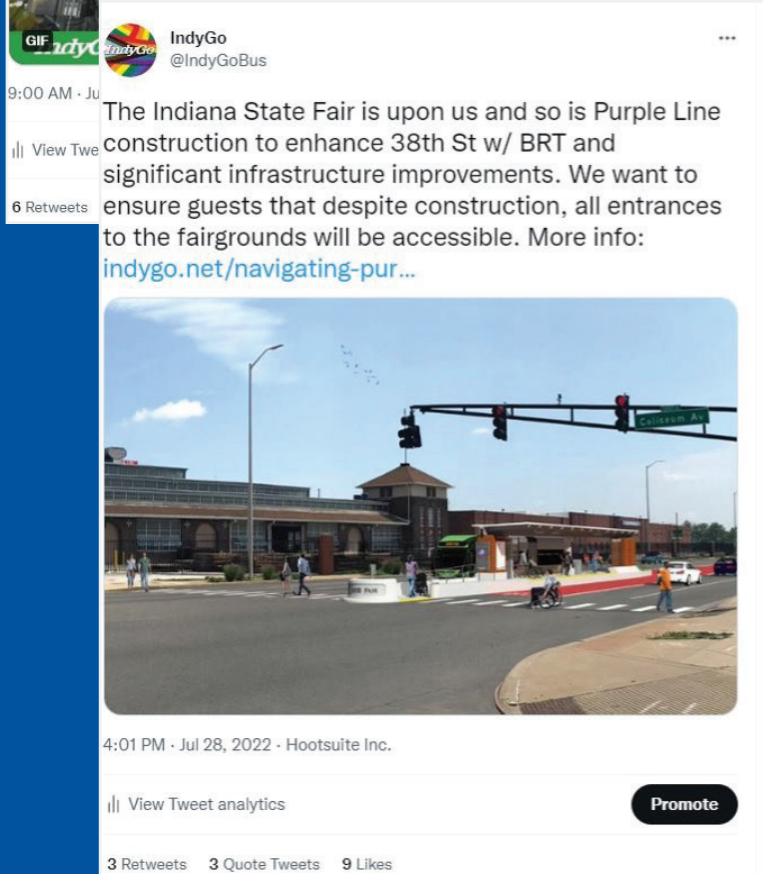 GIF
IndyGo
9:00 AM · Ju
View Twe
6 Retweets
IndyGo
IndyGo
@IndyGoBus
The Indiana State Fair is upon us and so is Purple Line
construction to enhance 38th St w/ BRT and
significant infrastructure improvements. We want to
ensure guests that despite construction, all entrances
to the fairgrounds will be accessible. More info:
indygo.net/navigating-pur...
Coliseum Av
4:01 PM · Jul 28, 2022 · Hootsuite Inc.
View Tweet analytics
Promote
3 Retweets 3 Quote Tweets 9 Likes